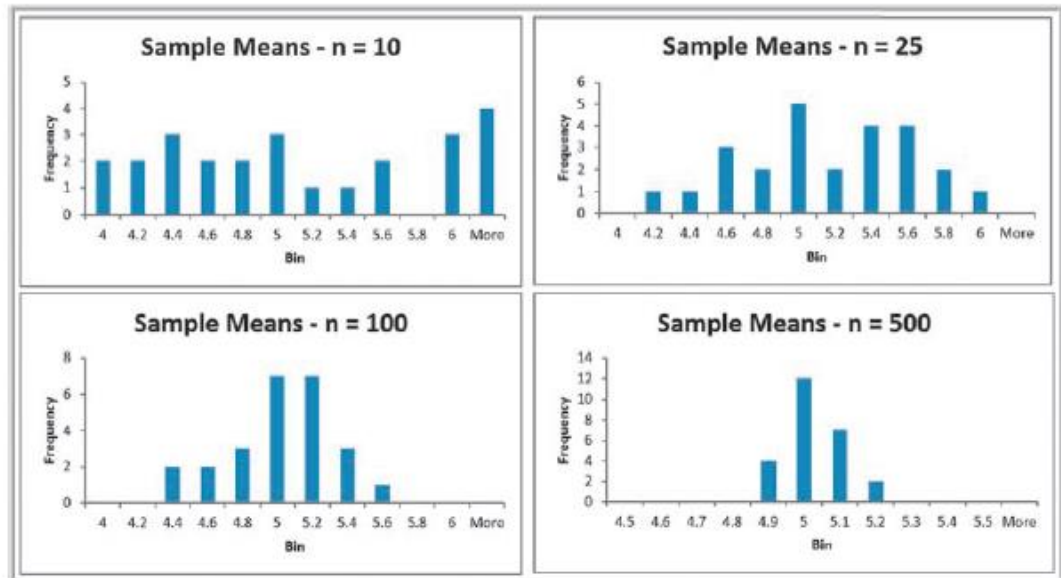 Sample Means - n = 10
5
4
3
2
1
0
Frequency
4 4.2 4.4 4.6 4.8 5 5.2 5.4 5.6 5.8 6 More
Bin
Sample Means - n = 25
6
5
4
3
2
1
0
Frequency
4 4.2 4.4 4.6 4.8 5 5.2 5.4 5.6 5.8 6 More
Bin
Sample Means - n = 100
8
6
4
2
0
Frequency
4 4.2 4.4 4.6 4.8 5 5.2 5.4 5.6 5.8 6 More
Bin
Sample Means - n = 500
14
12
10
8
6
4
2
0
Frequency
4.5 4.6 4.7 4.8 4.9 5 5.1 5.2 5.3 5.4 5.5 More
Bin